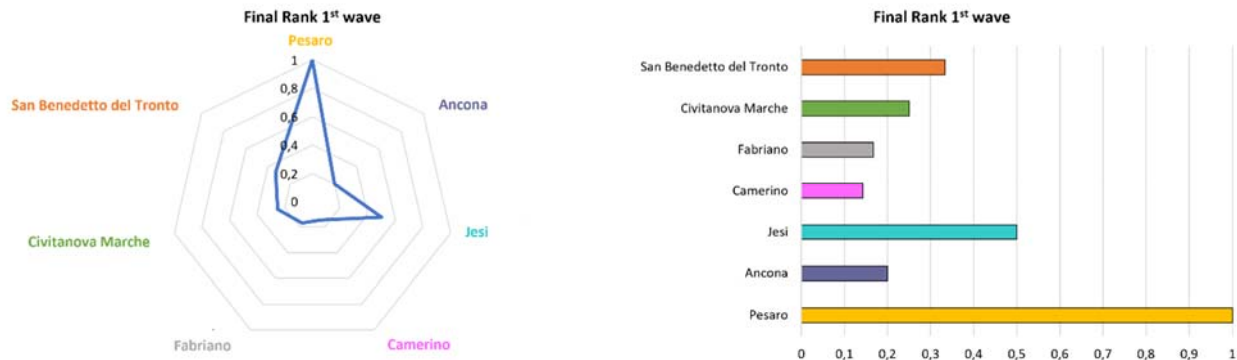 Final Rank 1st wave
Pesaro
1
0,8
0,6
0,4
0,2
0
San Benedetto del Tronto
Ancona
Civitanova Marche
Jesi
Fabriano
Camerino
Final Rank 1st wave
San Benedetto del Tronto
Civitanova Marche
Fabriano
Camerino
Jesi
Ancona
Pesaro
0 0,1 0,2 0,3 0,4 0,5 0,6 0,7 0,8 0,9 1